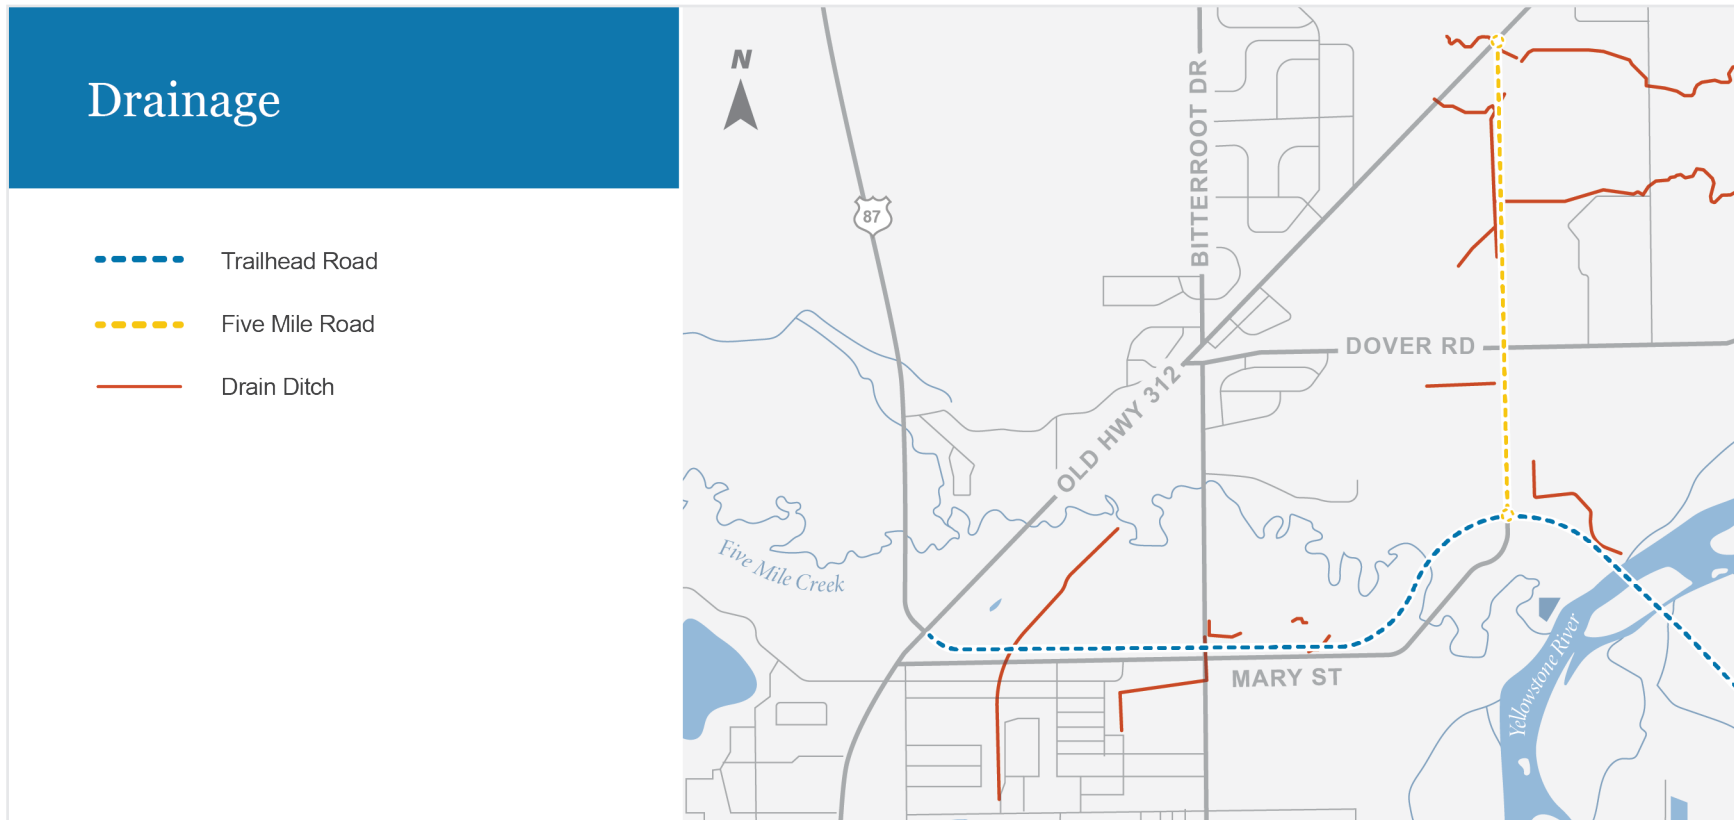 Drainage
Trailhead Road
Five Mile Road
Drain Ditch
N
87
BITTERROOT DR
DOVER RD
OLD HWY 312
Five Mile Creek
MARY ST
Yellowstone River